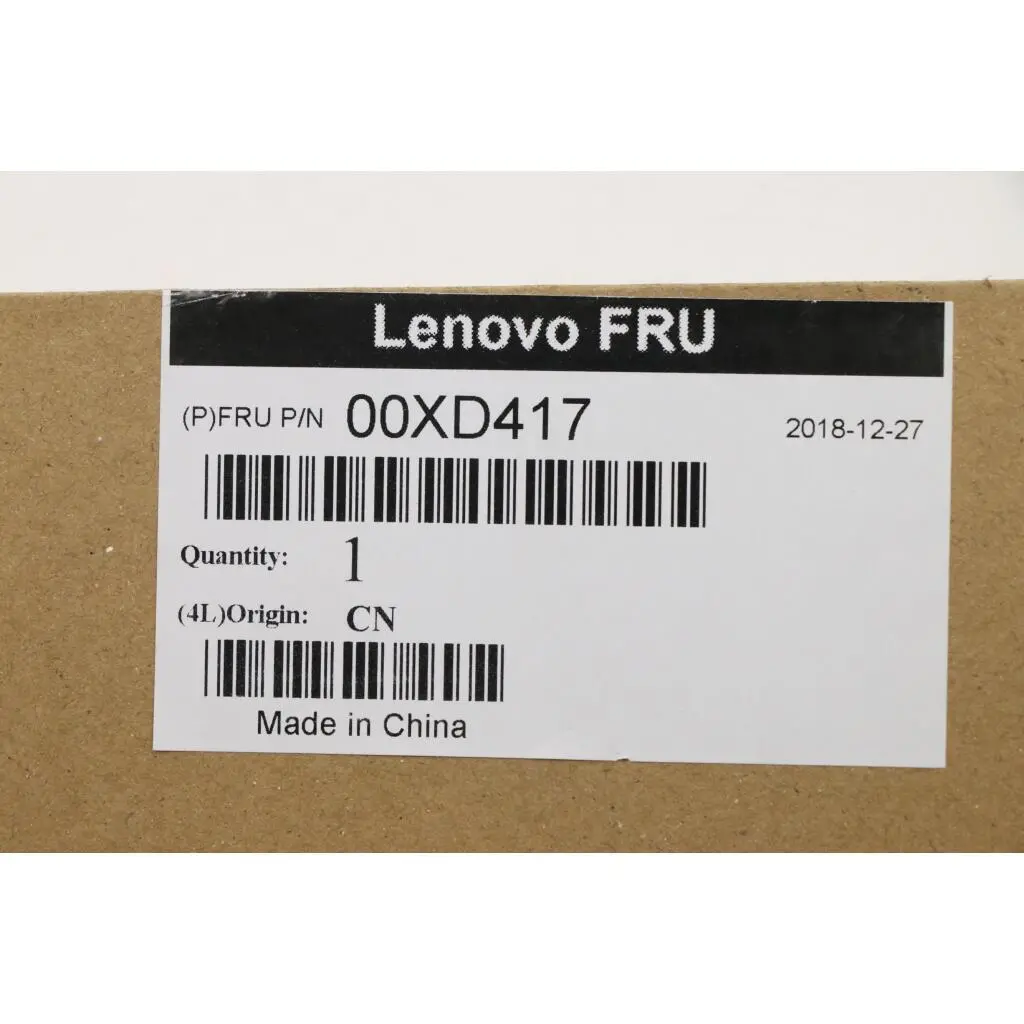 Lenovo FRU
(P)FRU P/N 00XD417 2018-12-27
Quantity: 1
(4L)Origin: CN
Made in China